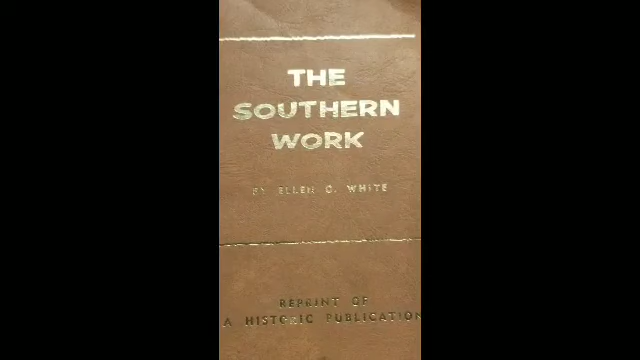 THE
SOUTHERN
WORK
BY ELLEN G. WHITE
REPRINT OF
A HISTORIC PUBLICATION